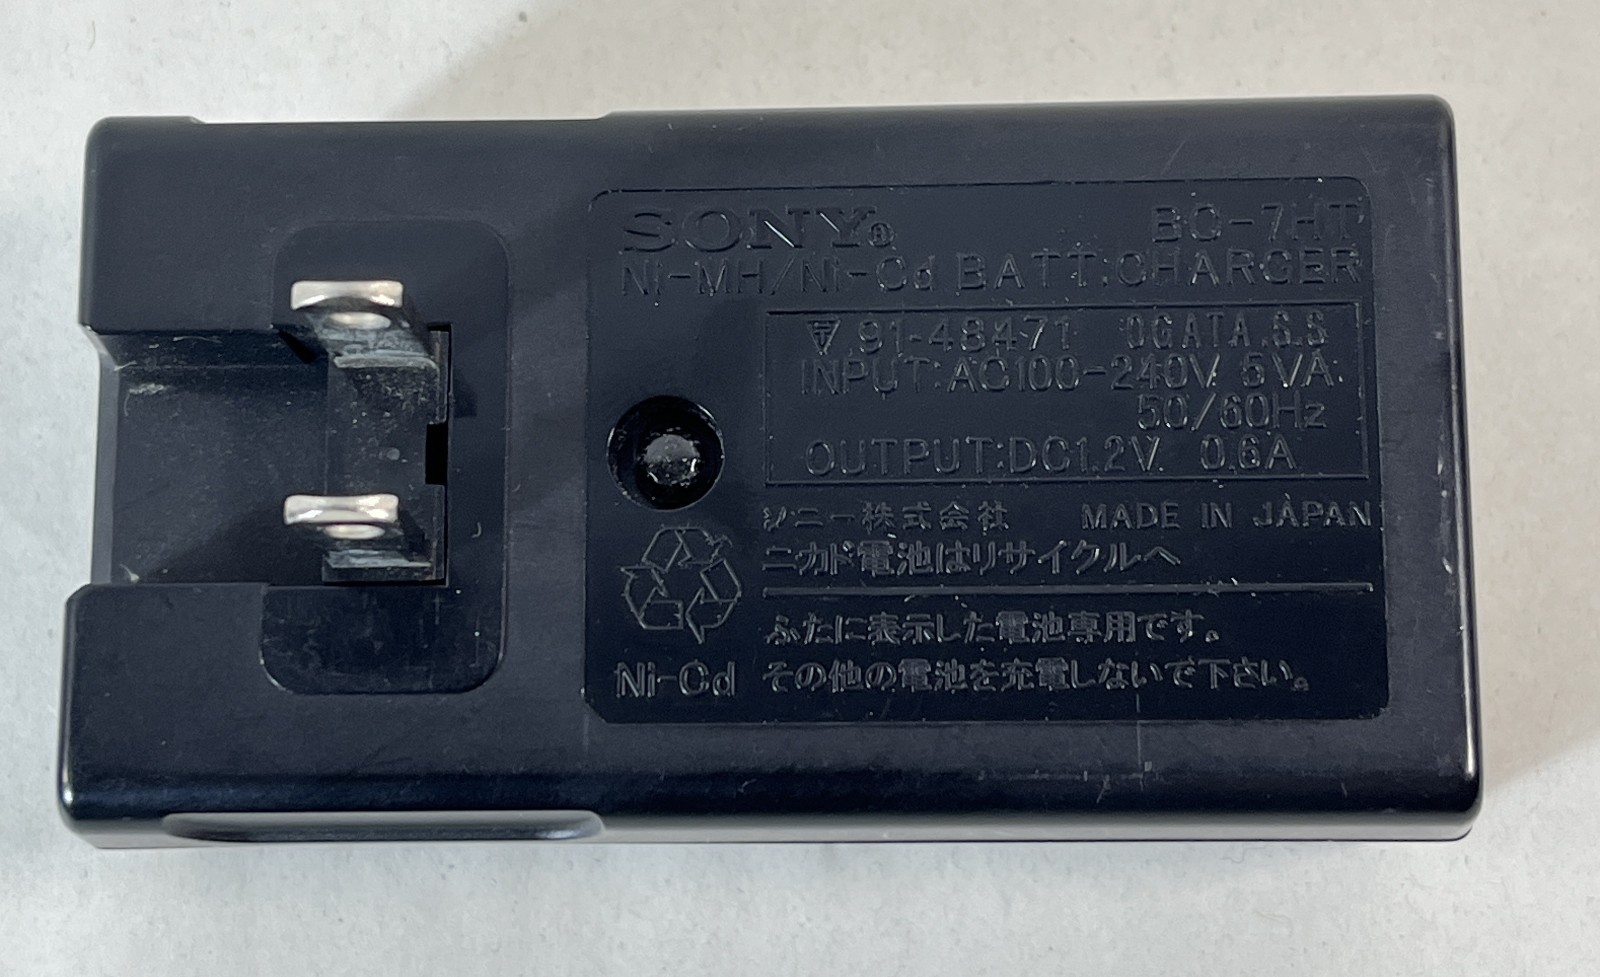 SONY® BC-7HT
Ni-MH/Ni-Cd BATT.CHARGER
91-48471 OGATA.S.S
INPUT:AC100-240V 5VA
50/60Hz
OUTPUT:DC1.2V 0.6A
ソニー株式会社 MADE IN JAPAN
ニカド電池はリサイクルへ
ふたに表示した電池専用です。
その他の電池を充電しないで下さい。
Ni-Cd